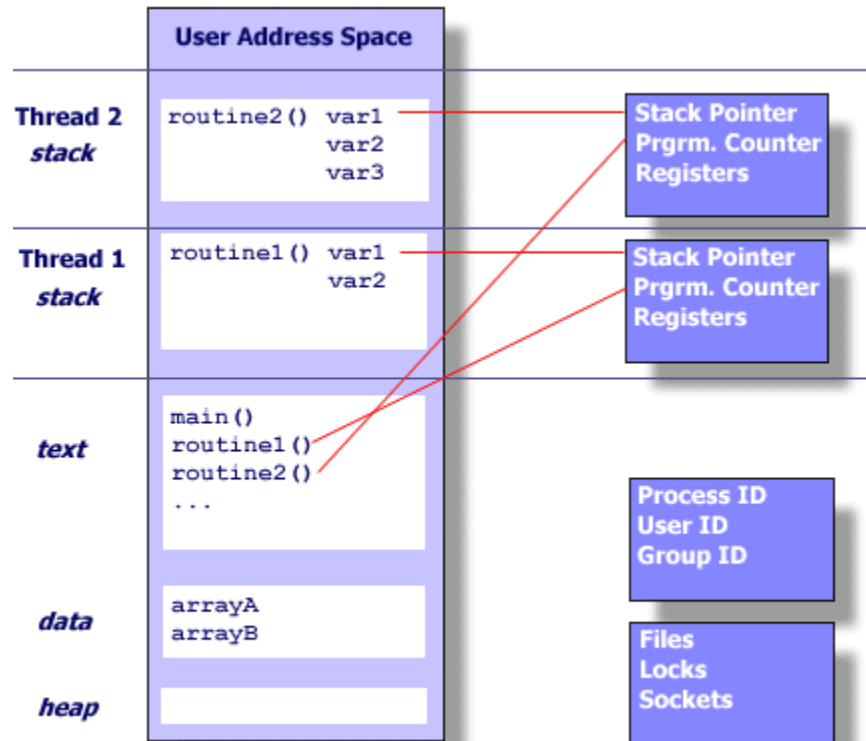 User Address Space
Thread 2
stack
routine2() var1
var2
var3
Stack Pointer
Prgrm. Counter
Registers
Thread 1
stack
routine1() var1
var2
Stack Pointer
Prgrm. Counter
Registers
text
main()
routine1()
routine2()
...
Process ID
User ID
Group ID
data
arrayA
arrayB
Files
Locks
Sockets
heap